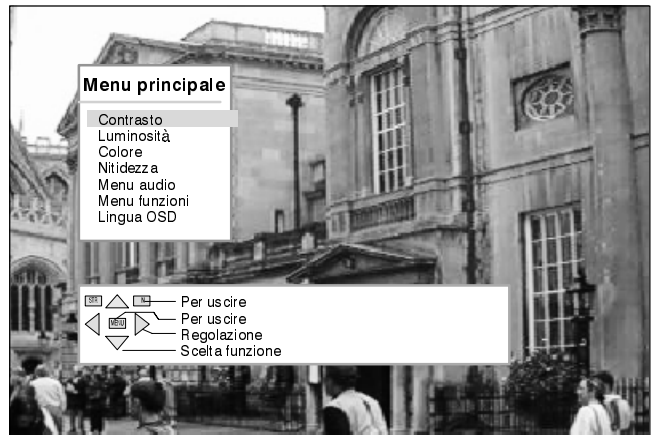 Menu principale
Contrasto
Luminosità
Colore
Nitidezza
Menu audio
Menu funzioni
Lingua OSD
Per uscire
Per uscire
Regolazione
Scelta funzione
MENU